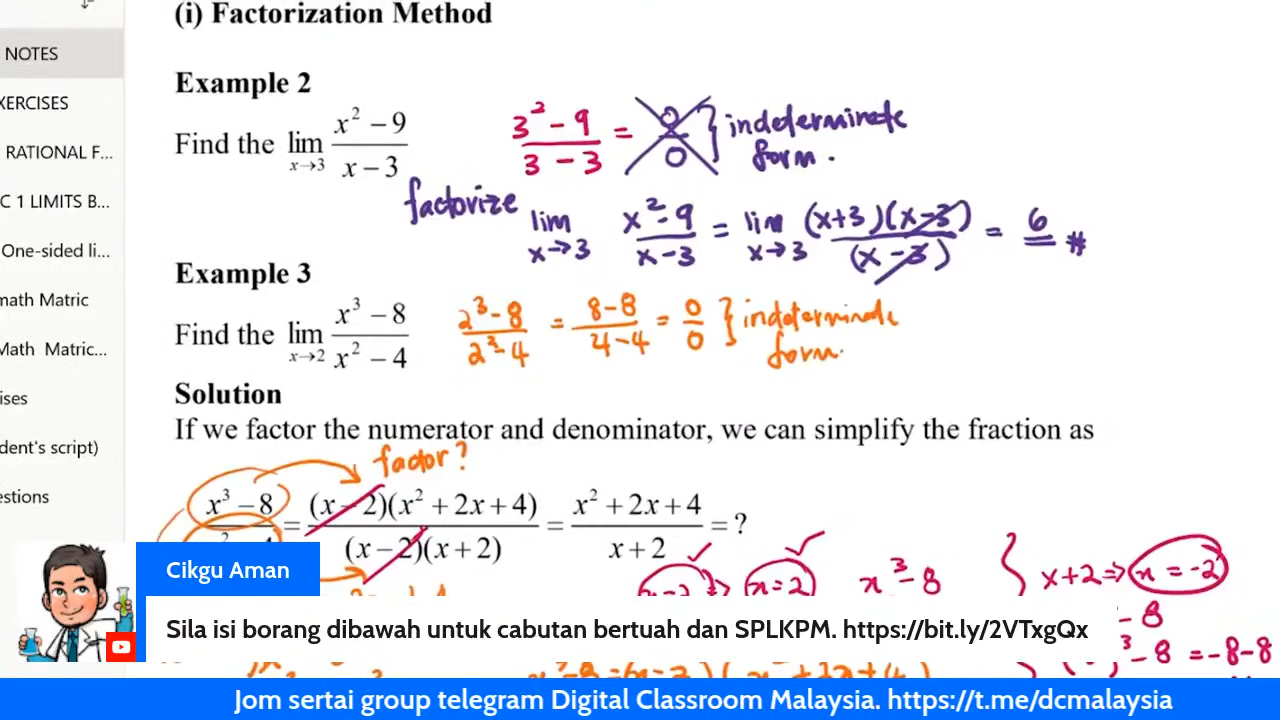 (i) Factorization Method
NOTES
Example 2
XERCISES
Find the lim x→3 (x² − 9)/(x − 3)
(3² − 9)/(3 − 3) = 0/0 } indeterminate form.
RATIONAL F...
C 1 LIMITS B...
factorize lim x→3 (x² − 9)/(x − 3) = lim x→3 (x+3)(x−3)/(x−3) = 6 #
One-sided li...
Example 3
math Matric
Find the lim x→2 (x³ − 8)/(x² − 4)
(2³ − 8)/(2² − 4) = (8 − 8)/(4 − 4) = 0/0 } indeterminate form.
Math Matric...
ises
Solution
If we factor the numerator and denominator, we can simplify the fraction as
dent's script)
factor?
estions
x³ − 8 = (x − 2)(x² + 2x + 4)/(x − 2)(x + 2) = (x² + 2x + 4)/(x + 2) = ?
x=2
x³−8
x+2 ⇒ x = −2
− 8
³ − 8 = −8−8
Cikgu Aman
Sila isi borang dibawah untuk cabutan bertuah dan SPLKPM. https://bit.ly/2VTxgQx
Jom sertai group telegram Digital Classroom Malaysia. https://t.me/dcmalaysia